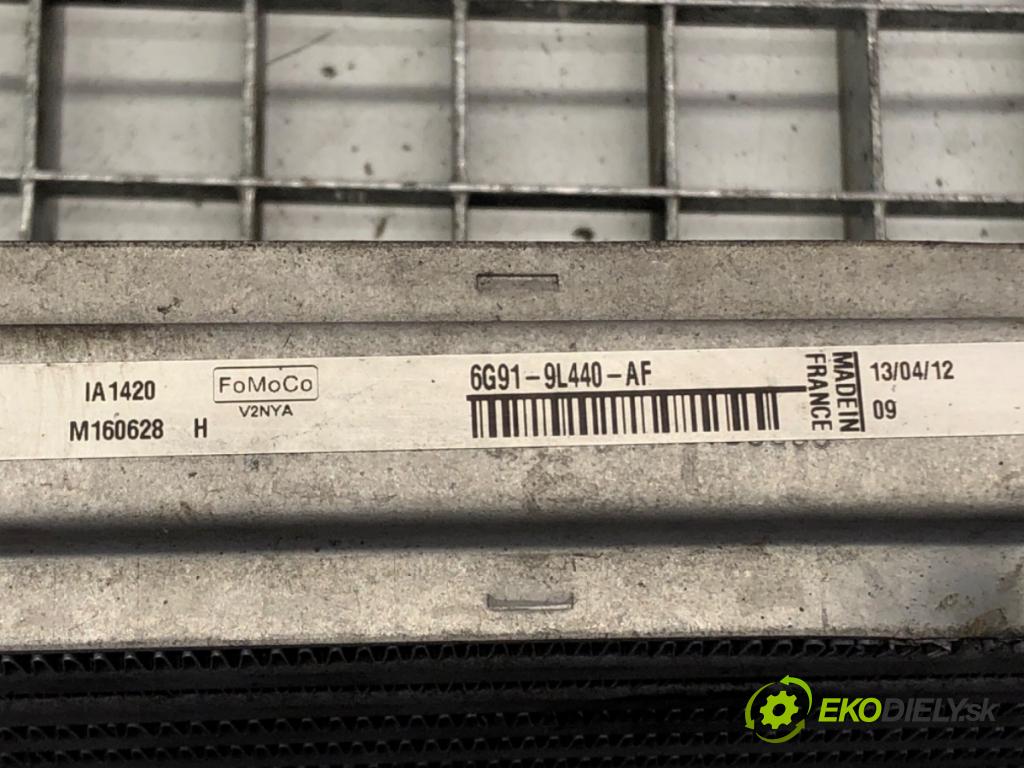 IA1420
M160628 H
FoMoCo
V2NYA
6G91-9L440-AF
MADE IN
FRANCE
13/04/12
09
EKODIELY.sk